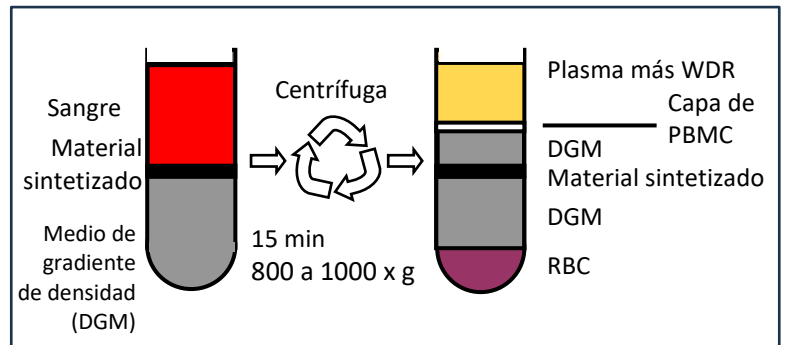 Sangre
Material
sintetizado
Medio de
gradiente
de densidad
(DGM)
Centrífuga
15 min
800 a 1000 x g
Plasma más WDR
Capa de
PBMC
DGM
Material sintetizado
DGM
RBC